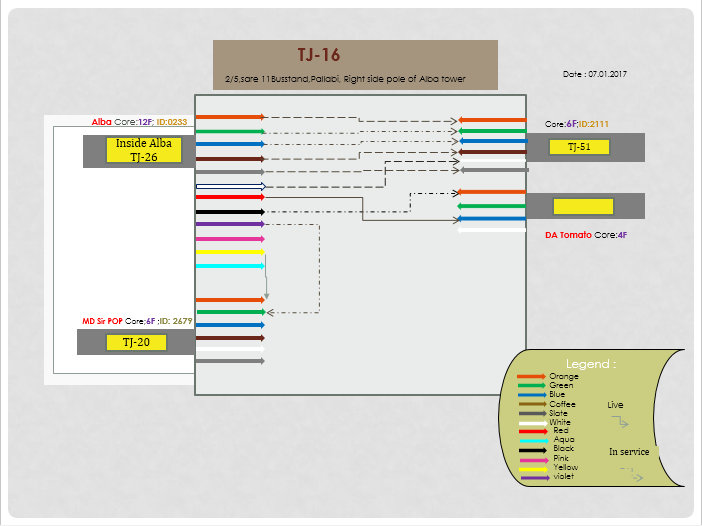 TJ-16
2/5,sare 11Busstand,Pallabi, Right side pole of Alba tower
Date : 07.01.2017
Alba Core:12F; ID:0233
Inside Alba
TJ-26
Core:6F;ID:2111
TJ-51
DA Tomato Core:4F
MD Sir POP Core:6F ;ID: 2679
TJ-20
Legend :
Orange
Green
Blue
Coffee
Slate
White
Red
Aqua
Black
Pink
Yellow
violet
Live
In service